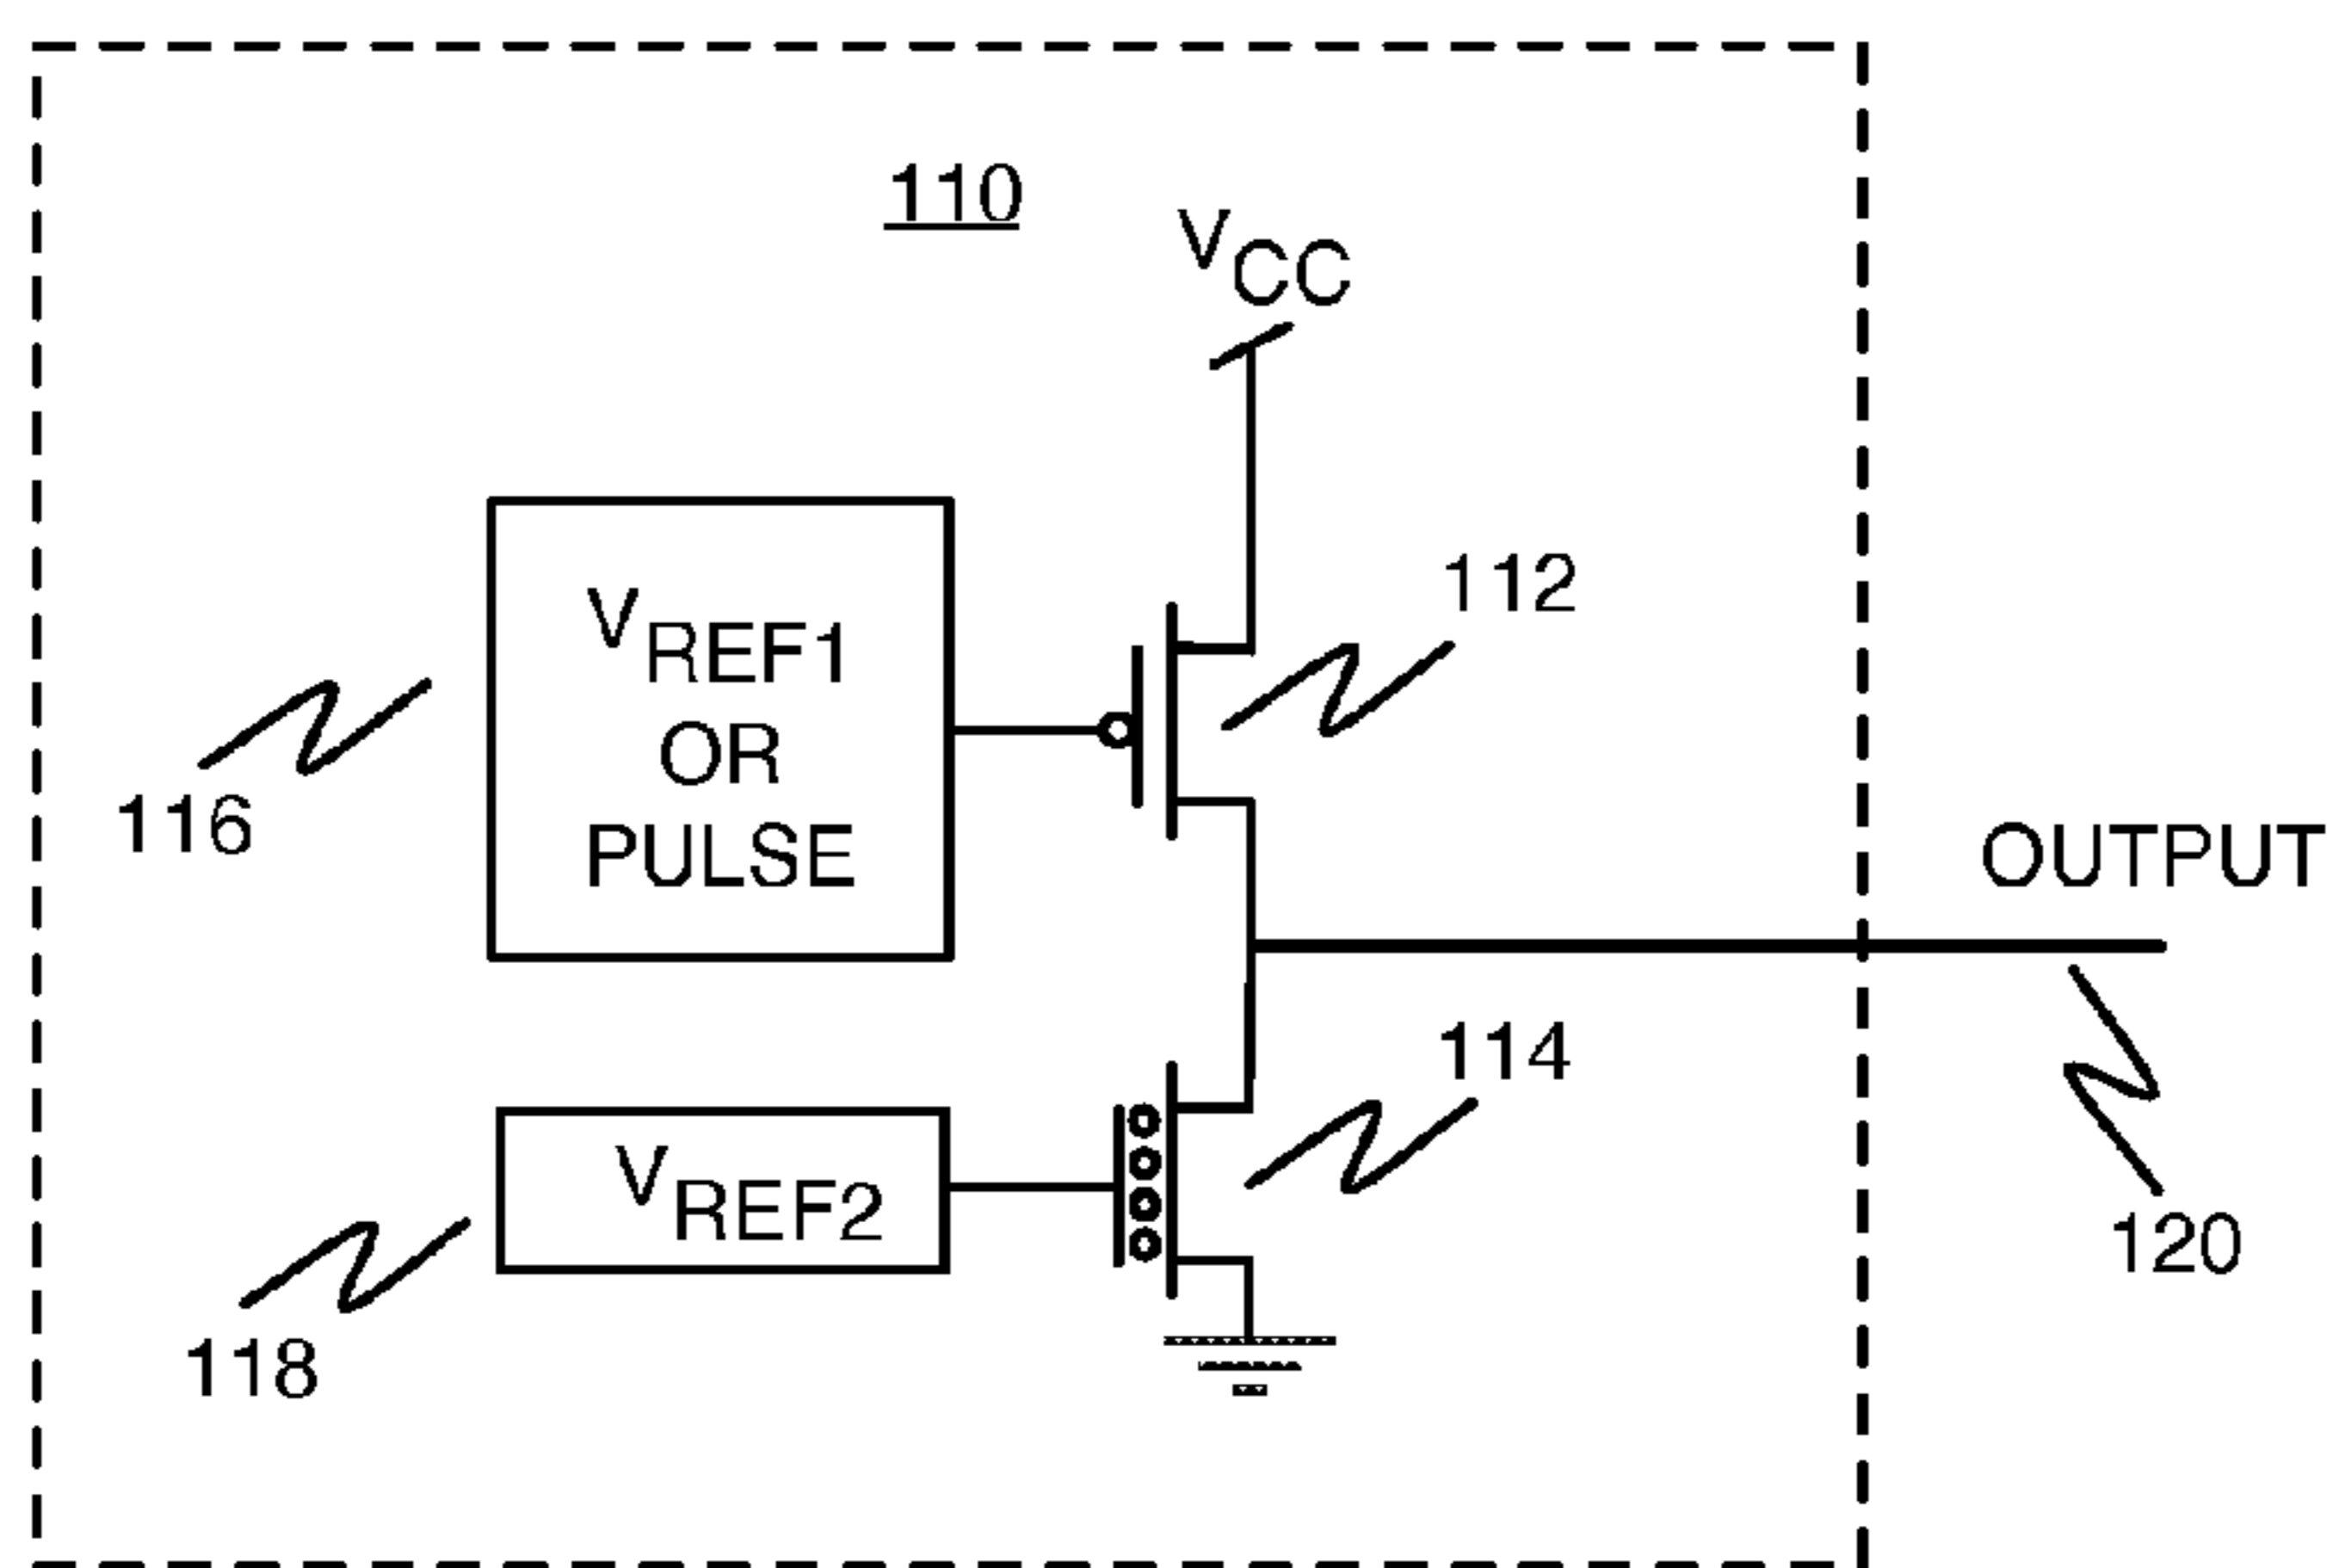 110
VCC
112
VREF1
OR
PULSE
116
OUTPUT
114
VREF2
120
118